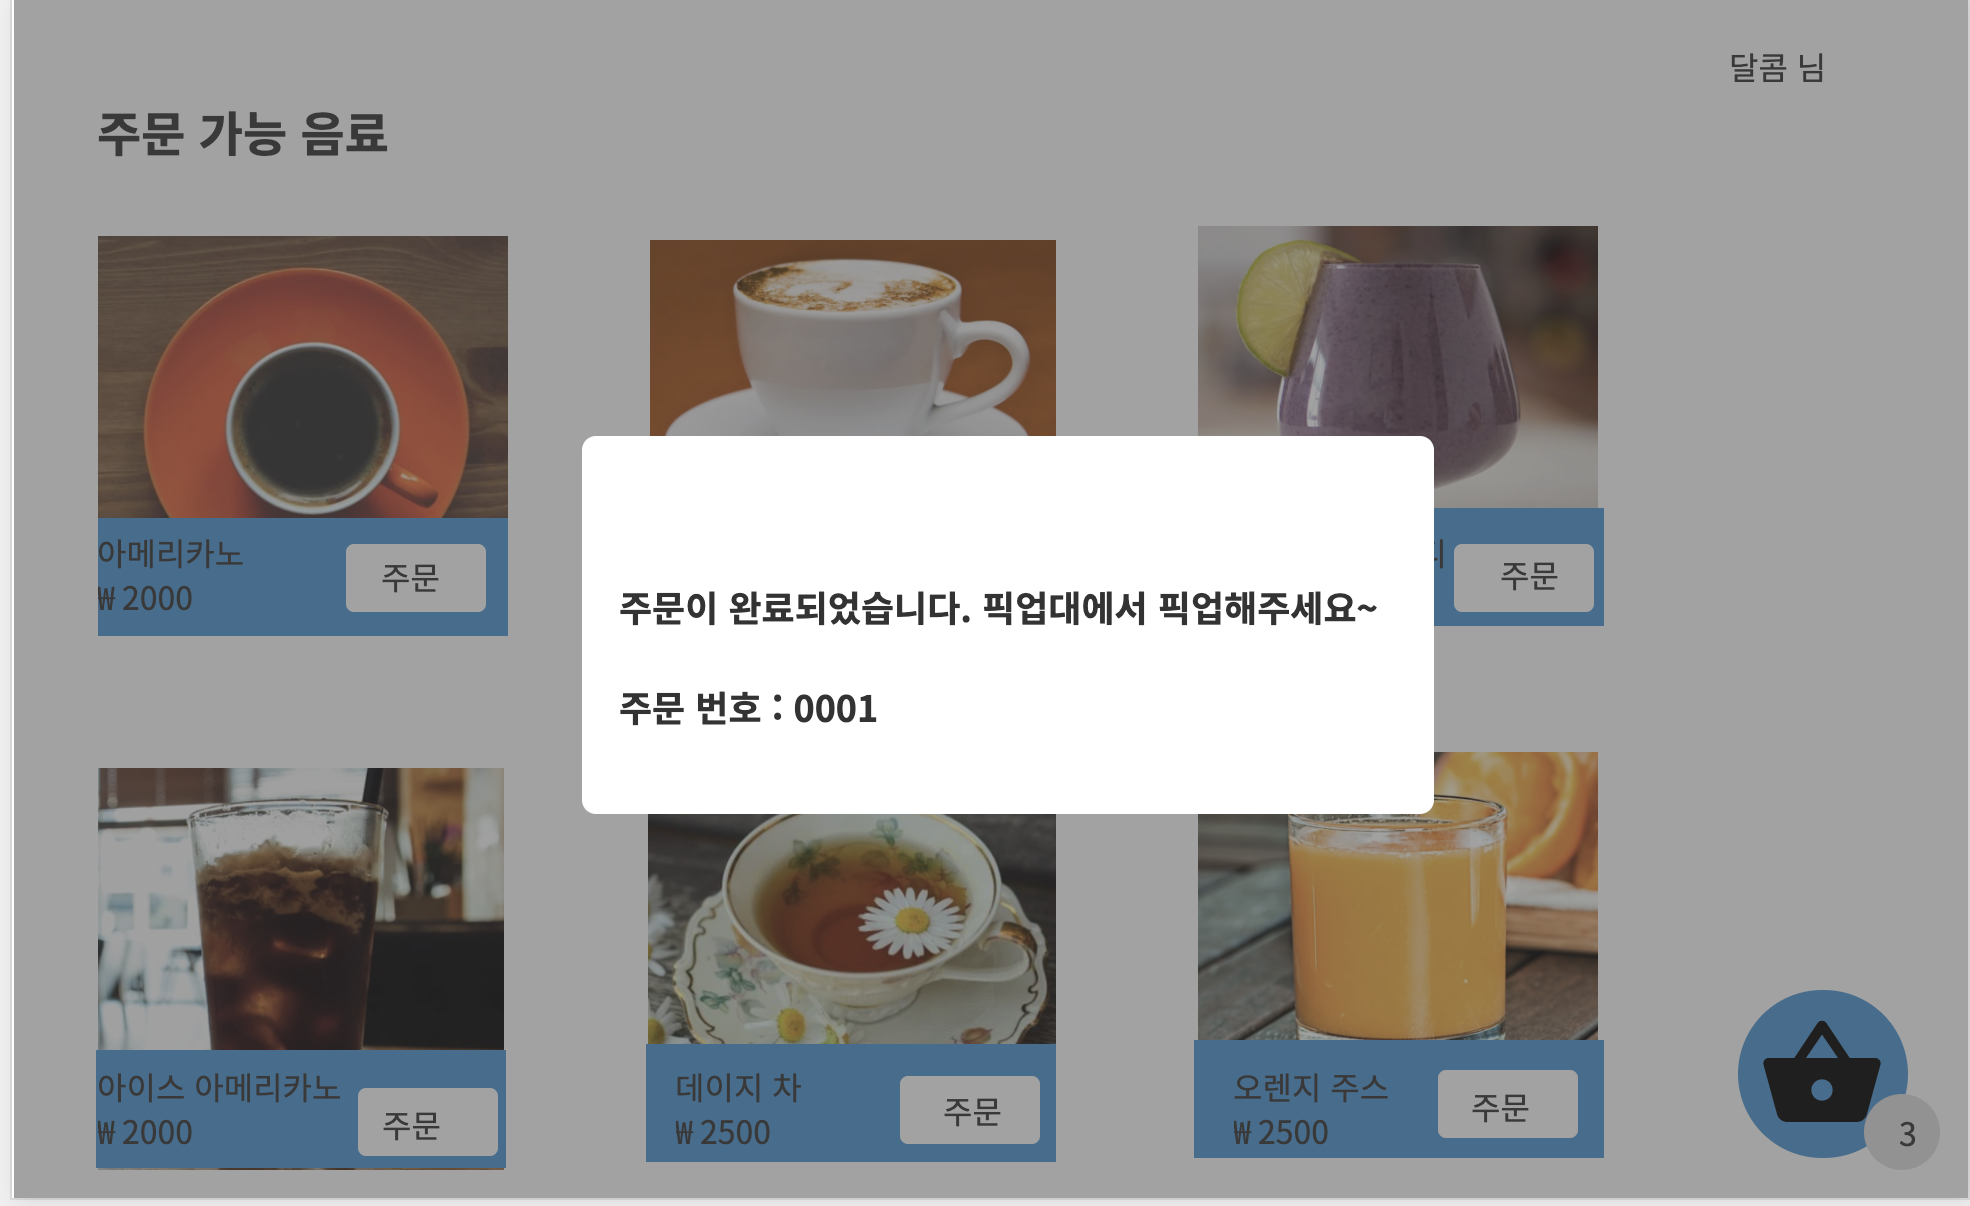 달콤 님
주문 가능 음료
아메리카노
₩ 2000
주문
주문
주문이 완료되었습니다. 픽업대에서 픽업해주세요~
주문 번호 : 0001
아이스 아메리카노
₩ 2000
주문
데이지 차
₩ 2500
주문
오렌지 주스
₩ 2500
주문
3